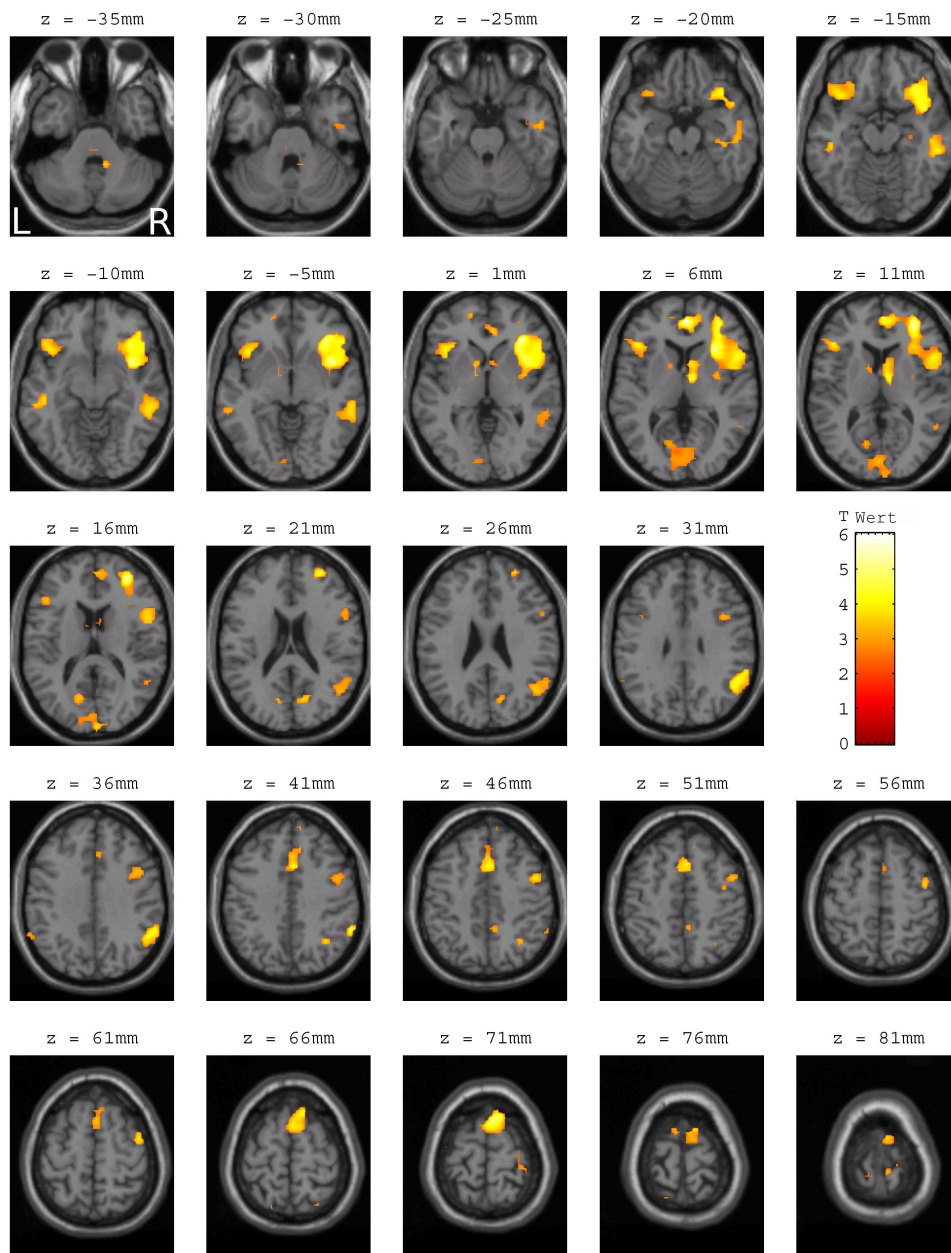 z = -35mm z = -30mm z = -25mm z = -20mm z = -15mm
L R
z = -10mm z = -5mm z = 1mm z = 6mm z = 11mm
z = 16mm z = 21mm z = 26mm z = 31mm
T Wert
6
5
4
3
2
1
0
z = 36mm z = 41mm z = 46mm z = 51mm z = 56mm
z = 61mm z = 66mm z = 71mm z = 76mm z = 81mm